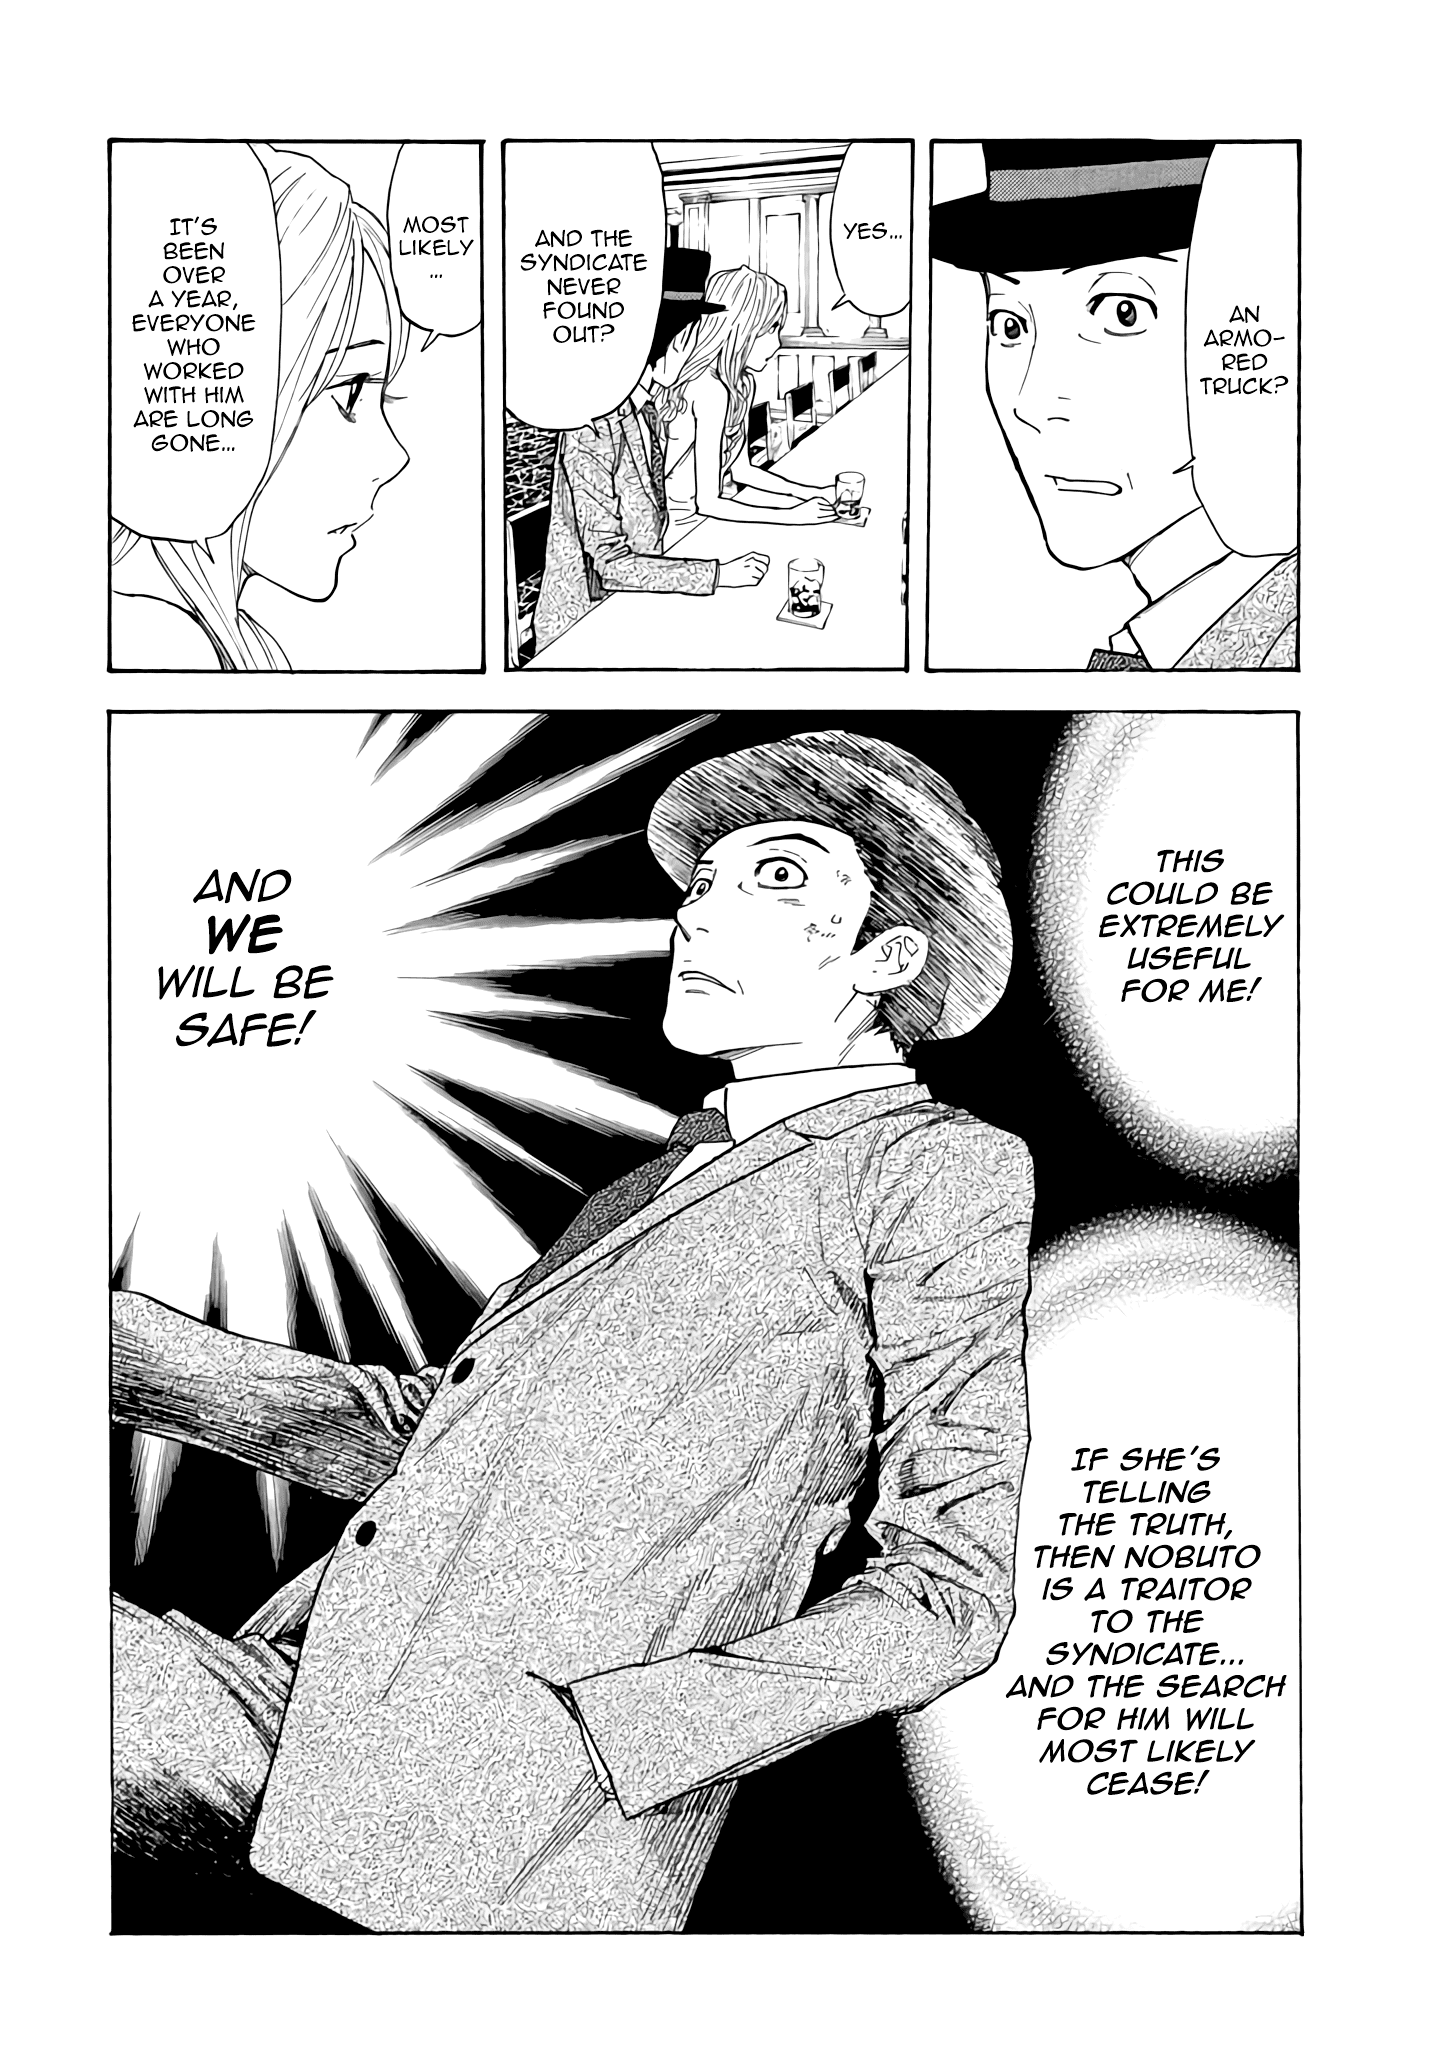 AN
ARMO-
RED
TRUCK?
YES...
AND THE
SYNDICATE
NEVER
FOUND
OUT?
MOST
LIKELY
...
IT'S
BEEN
OVER
A YEAR,
EVERYONE
WHO
WORKED
WITH HIM
ARE LONG
GONE...
THIS
COULD BE
EXTREMELY
USEFUL
FOR ME!
IF SHE'S
TELLING
THE TRUTH,
THEN NOBUTO
IS A TRAITOR
TO THE
SYNDICATE...
AND THE SEARCH
FOR HIM WILL
MOST LIKELY
CEASE!
AND
WE
WILL BE
SAFE!